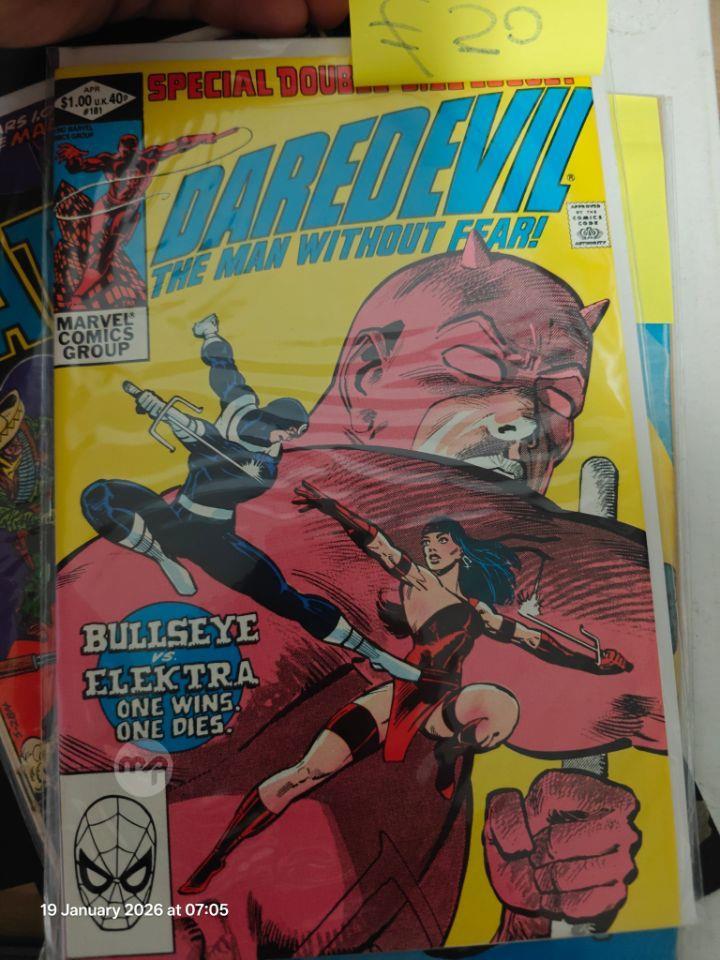 £20
SPECIAL DOUBLE
APR
$1.00 U.K. 40p
#181
DAREDEVIL®
THE MAN WITHOUT FEAR!
APPROVED
BY THE
COMICS
CODE
AUTHORITY
MARVEL®
COMICS
GROUP
BULLSEYE
VS.
ELEKTRA
ONE WINS.
ONE DIES.
19 January 2026 at 07:05